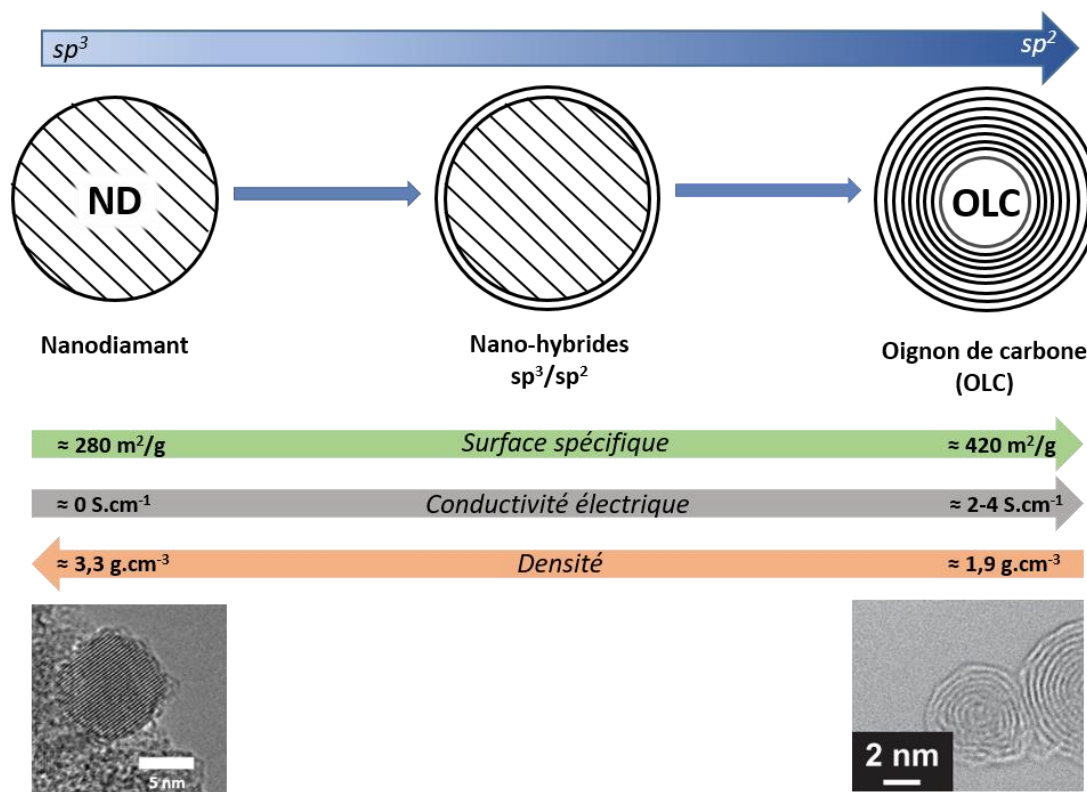 sp³
sp²
ND
OLC
Nanodiamant
Nano-hybrides
sp³/sp²
Oignon de carbone
(OLC)
≈ 280 m²/g
Surface spécifique
≈ 420 m²/g
≈ 0 S.cm⁻¹
Conductivité électrique
≈ 2-4 S.cm⁻¹
≈ 3,3 g.cm⁻³
Densité
≈ 1,9 g.cm⁻³
5 nm
2 nm